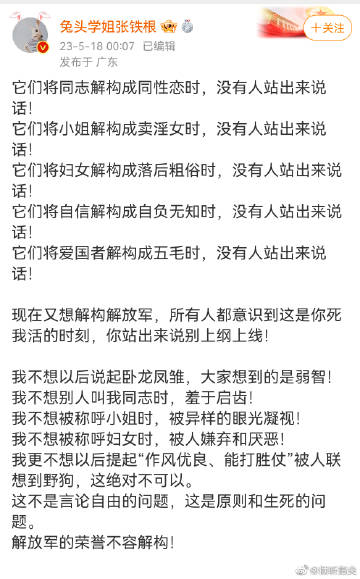 兔头学姐张铁根
23-5-18 00:07 已编辑
发布于 广东
+关注
它们将同志解构成同性恋时，没有人站出来说
话！
它们将小姐解构成卖淫女时，没有人站出来说
话！
它们将妇女解构成落后粗俗时，没有人站出来说
话！
它们将自信解构成自负无知时，没有人站出来说
话！
它们将爱国者解构成五毛时，没有人站出来说
话！
现在又想解构解放军，所有人都意识到这是你死
我活的时刻，你站出来说别上纲上线！
我不想以后说起卧龙凤雏，大家想到的是弱智！
我不想别人叫我同志时，羞于启齿！
我不想被称呼小姐时，被异样的眼光凝视！
我不想被称呼妇女时，被人嫌弃和厌恶！
我更不想以后提起“作风优良、能打胜仗”被人联
想到野狗，这绝对不可以。
这不是言论自由的问题，这是原则和生死的问
题。
解放军的荣誉不容解构！